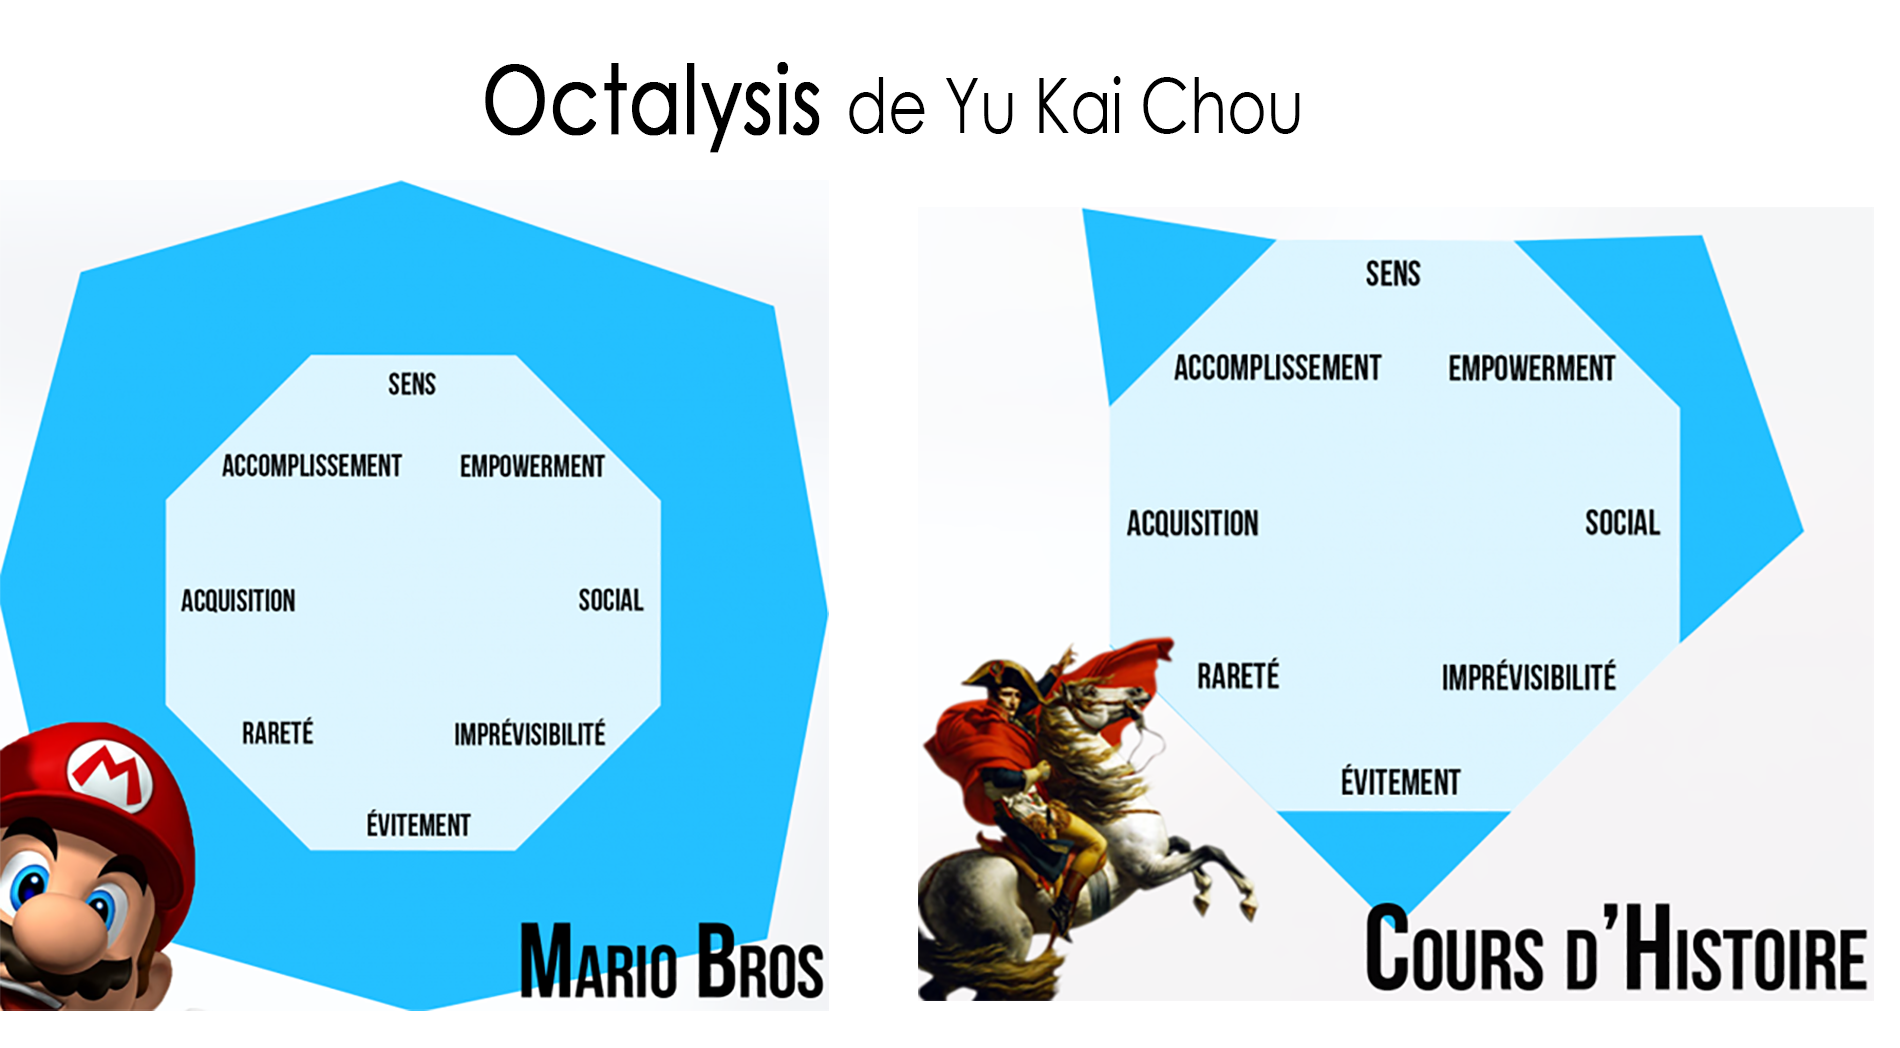 Octalysis de Yu Kai Chou
SENS
ACCOMPLISSEMENT EMPOWERMENT
ACQUISITION SOCIAL
RARETÉ IMPRÉVISIBILITÉ
ÉVITEMENT
M
MARIO BROS
SENS
ACCOMPLISSEMENT EMPOWERMENT
ACQUISITION SOCIAL
RARETÉ IMPRÉVISIBILITÉ
ÉVITEMENT
COURS D'HISTOIRE